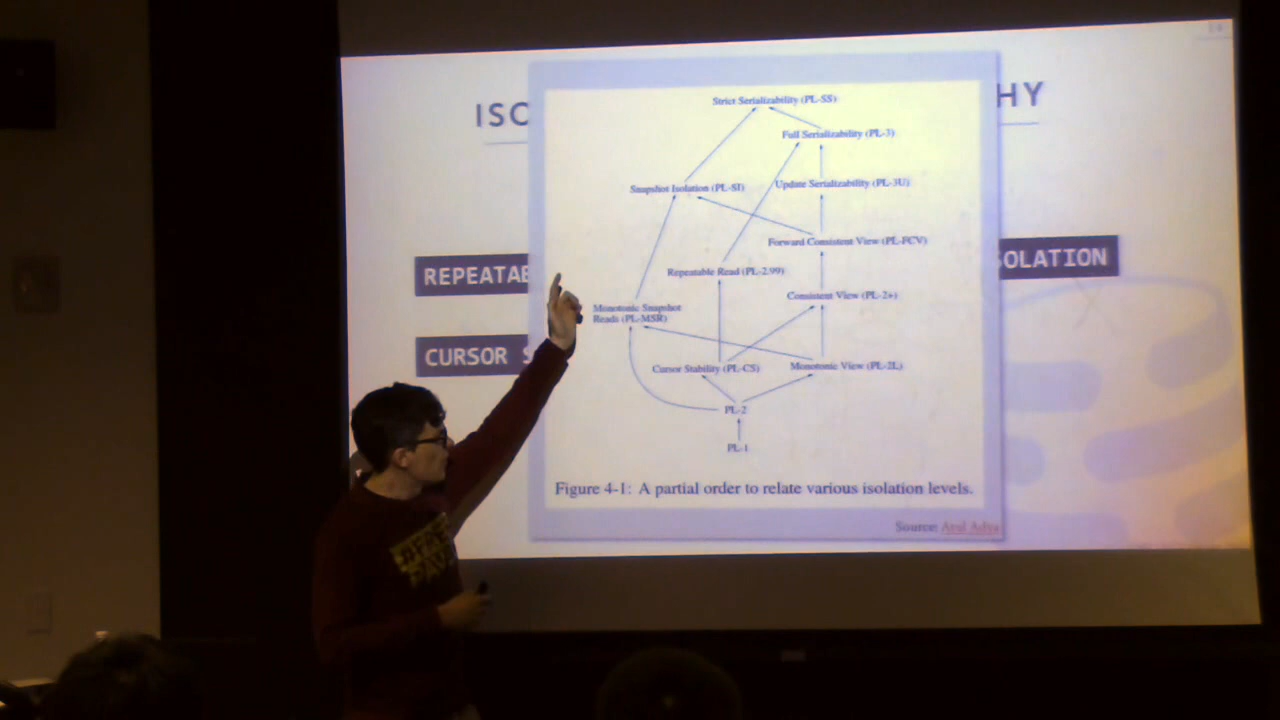 ISO
HY
Strict Serializability (PL-SS)
Full Serializability (PL-3)
Snapshot Isolation (PL-SI)
Update Serializability (PL-3U)
Forward Consistent View (PL-FCV)
REPEATAB
OLATION
Repeatable Read (PL-2.99)
Consistent View (PL-2+)
Monotonic Snapshot
Reads (PL-MSR)
CURSOR S
Cursor Stability (PL-CS)
Monotonic View (PL-2L)
PL-2
PL-1
Figure 4-1: A partial order to relate various isolation levels.
Source: Atul Adya